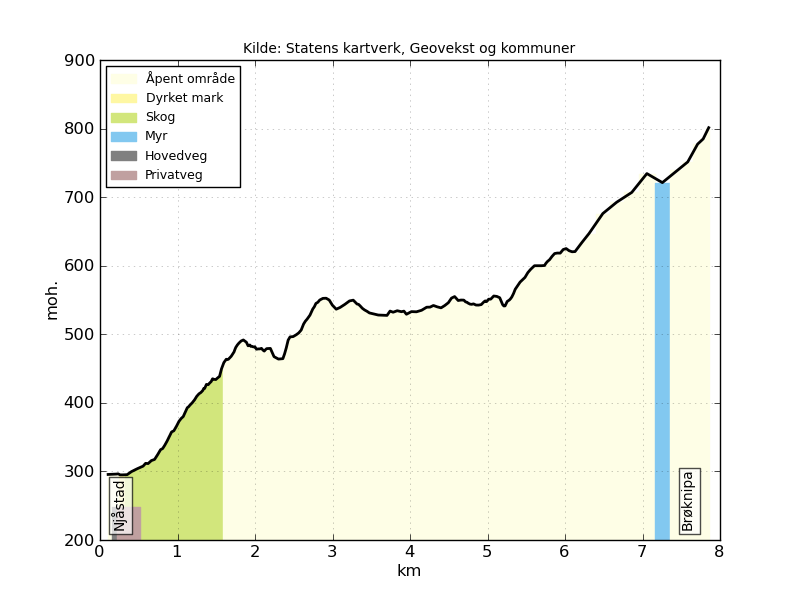 Kilde: Statens kartverk, Geovekst og kommuner
900
800
700
600
500
400
300
200
moh.
Åpent område
Dyrket mark
Skog
Myr
Hovedveg
Privatveg
Njåstad
Brøknipa
0 1 2 3 4 5 6 7 8
km